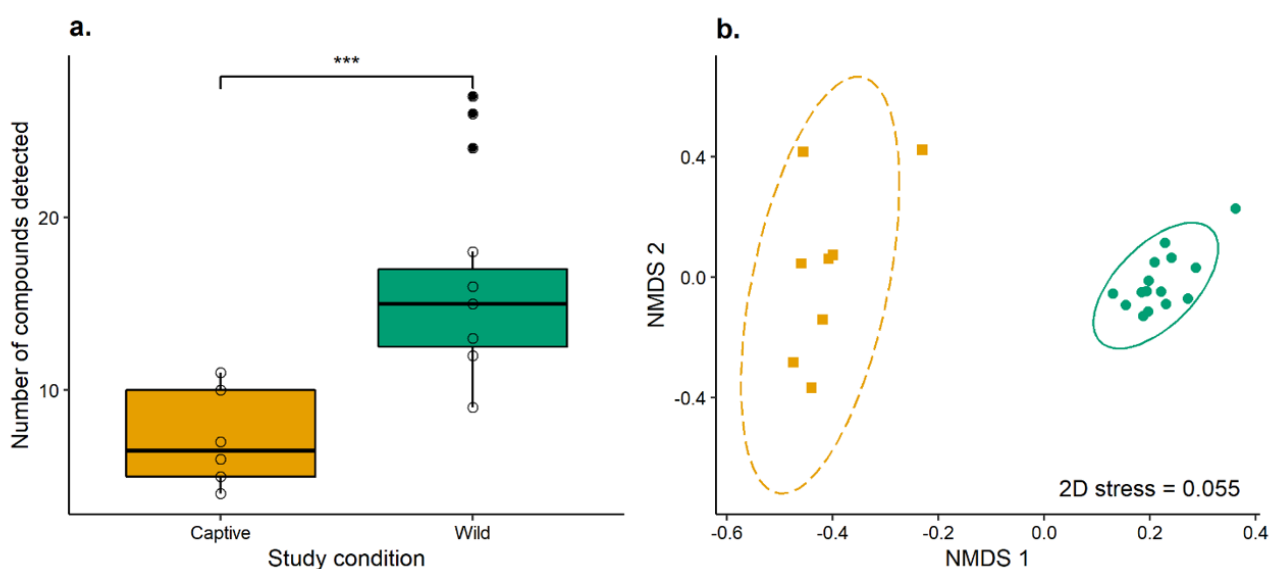 a.
***
Number of compounds detected
20
10
Captive
Wild
Study condition
b.
NMDS 2
0.4
0.0
-0.4
2D stress = 0.055
-0.6
-0.4
-0.2
0.0
0.2
0.4
NMDS 1